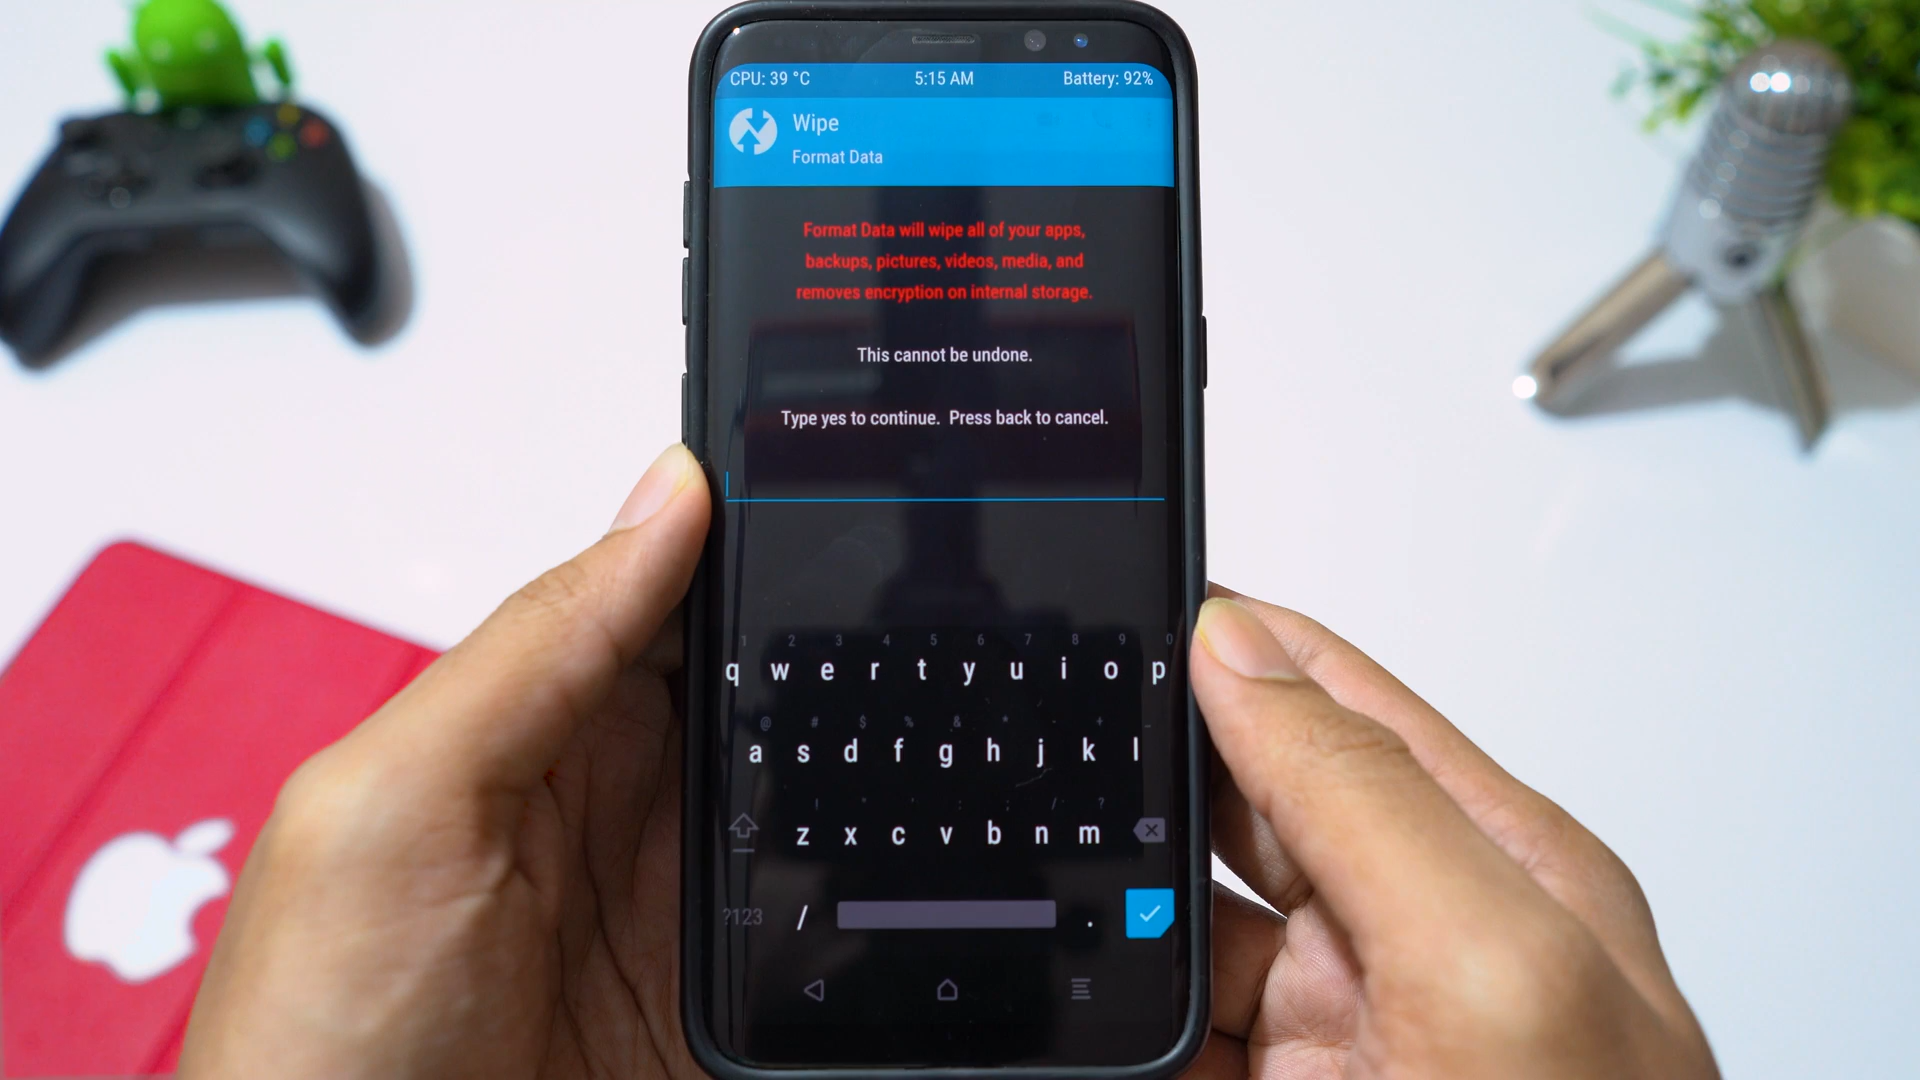 CPU: 39 °C 5:15 AM Battery: 92%
Wipe
Format Data
Format Data will wipe all of your apps,
backups, pictures, videos, media, and
removes encryption on internal storage.
This cannot be undone.
Type yes to continue.  Press back to cancel.
1 2 3 4 5 6 7 8 9 0
q w e r t y u i o p
@ # $ % & * - + _
a s d f g h j k l
! " ' : ; / ?
z x c v b n m
?123 / .